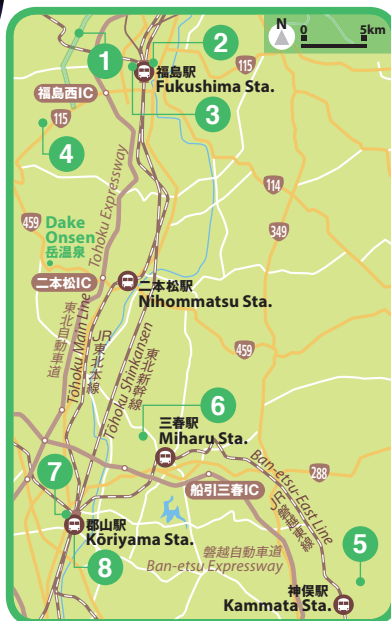 N
0 5km
1
2
115
福島駅
Fukushima Sta.
3
福島西IC
115
4
114
459
Dake
Onsen
岳温泉
349
Tōhoku Expressway
二本松IC
二本松駅
Nihommatsu Sta.
東北自動車道
Tōhoku Main Line
JR東北本線
Tōhoku Shinkansen
東北新幹線
459
6
三春駅
Miharu Sta.
Ban-etsu-East Line
JR磐越東線
288
船引三春IC
7
郡山駅
Kōriyama Sta.
8
磐越自動車道
Ban-etsu Expressway
5
神俣駅
Kammata Sta.